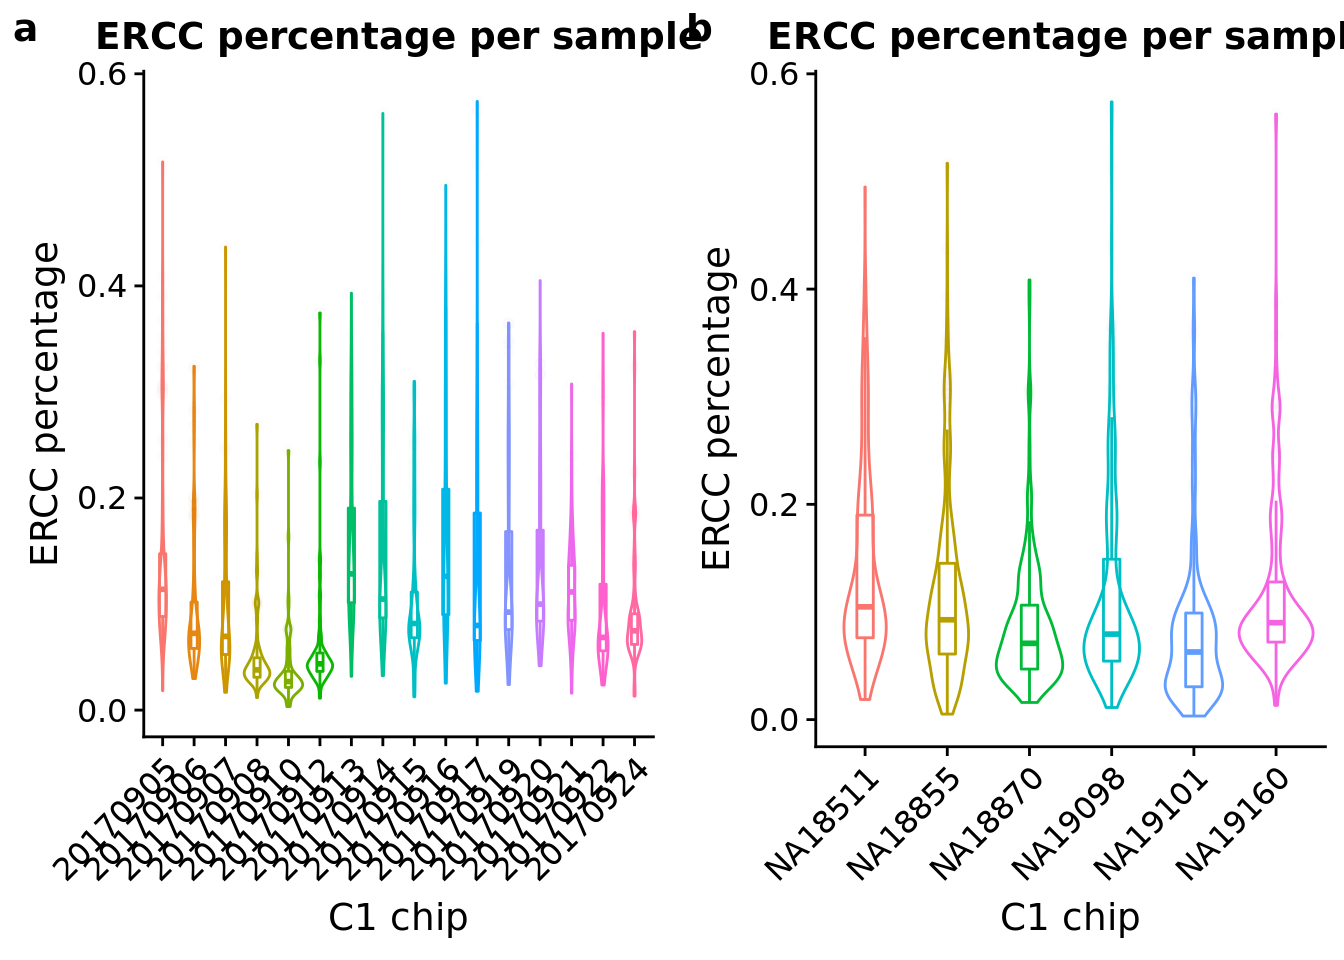 a
ERCC percentage per sample
ERCC percentage
0.6
0.4
0.2
0.0
20170905
20170906
20170907
20170908
20170910
20170912
20170913
20170914
20170915
20170916
20170917
20170919
20170920
20170921
20170922
20170924
C1 chip
b
ERCC percentage per sampl
ERCC percentage
0.6
0.4
0.2
0.0
NA18511
NA18855
NA18870
NA19098
NA19101
NA19160
C1 chip